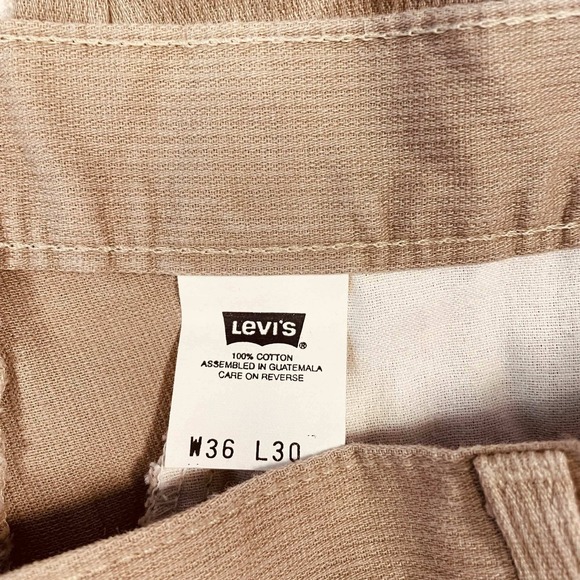 Levi's ®
100% COTTON
ASSEMBLED IN GUATEMALA
CARE ON REVERSE
W36 L30